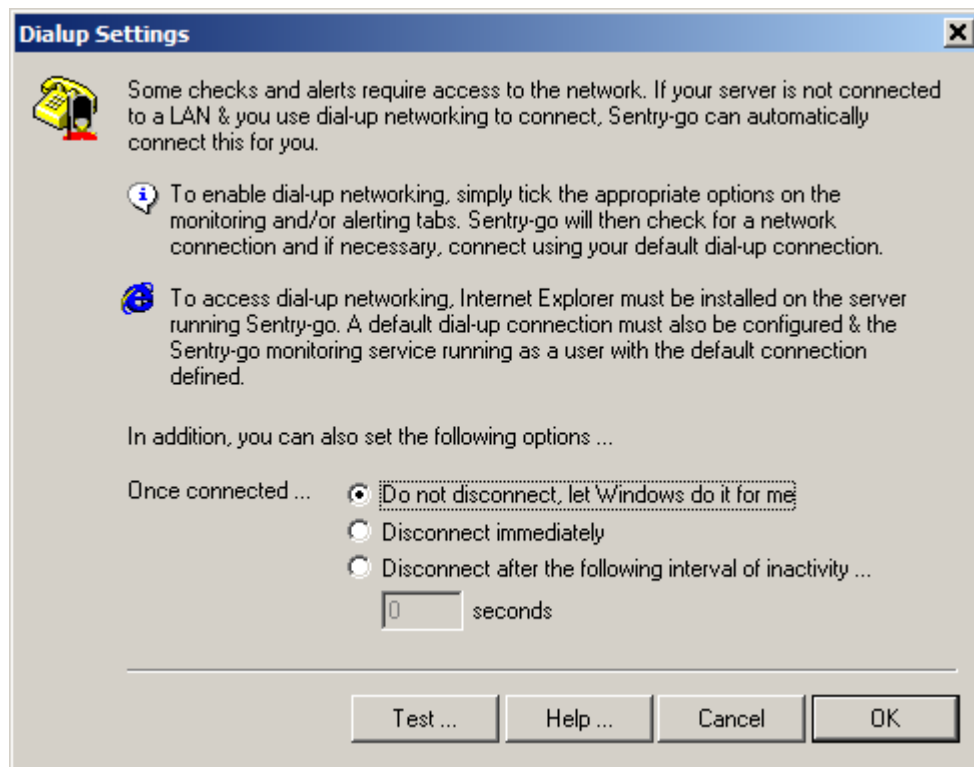 Dialup Settings
Some checks and alerts require access to the network. If your server is not connected
to a LAN & you use dial-up networking to connect, Sentry-go can automatically
connect this for you.
To enable dial-up networking, simply tick the appropriate options on the
monitoring and/or alerting tabs. Sentry-go will then check for a network
connection and if necessary, connect using your default dial-up connection.
To access dial-up networking, Internet Explorer must be installed on the server
running Sentry-go. A default dial-up connection must also be configured & the
Sentry-go monitoring service running as a user with the default connection
defined.
In addition, you can also set the following options ...
Once connected ... Do not disconnect, let Windows do it for me
Disconnect immediately
Disconnect after the following interval of inactivity ...
0 seconds
Test ... Help ... Cancel OK